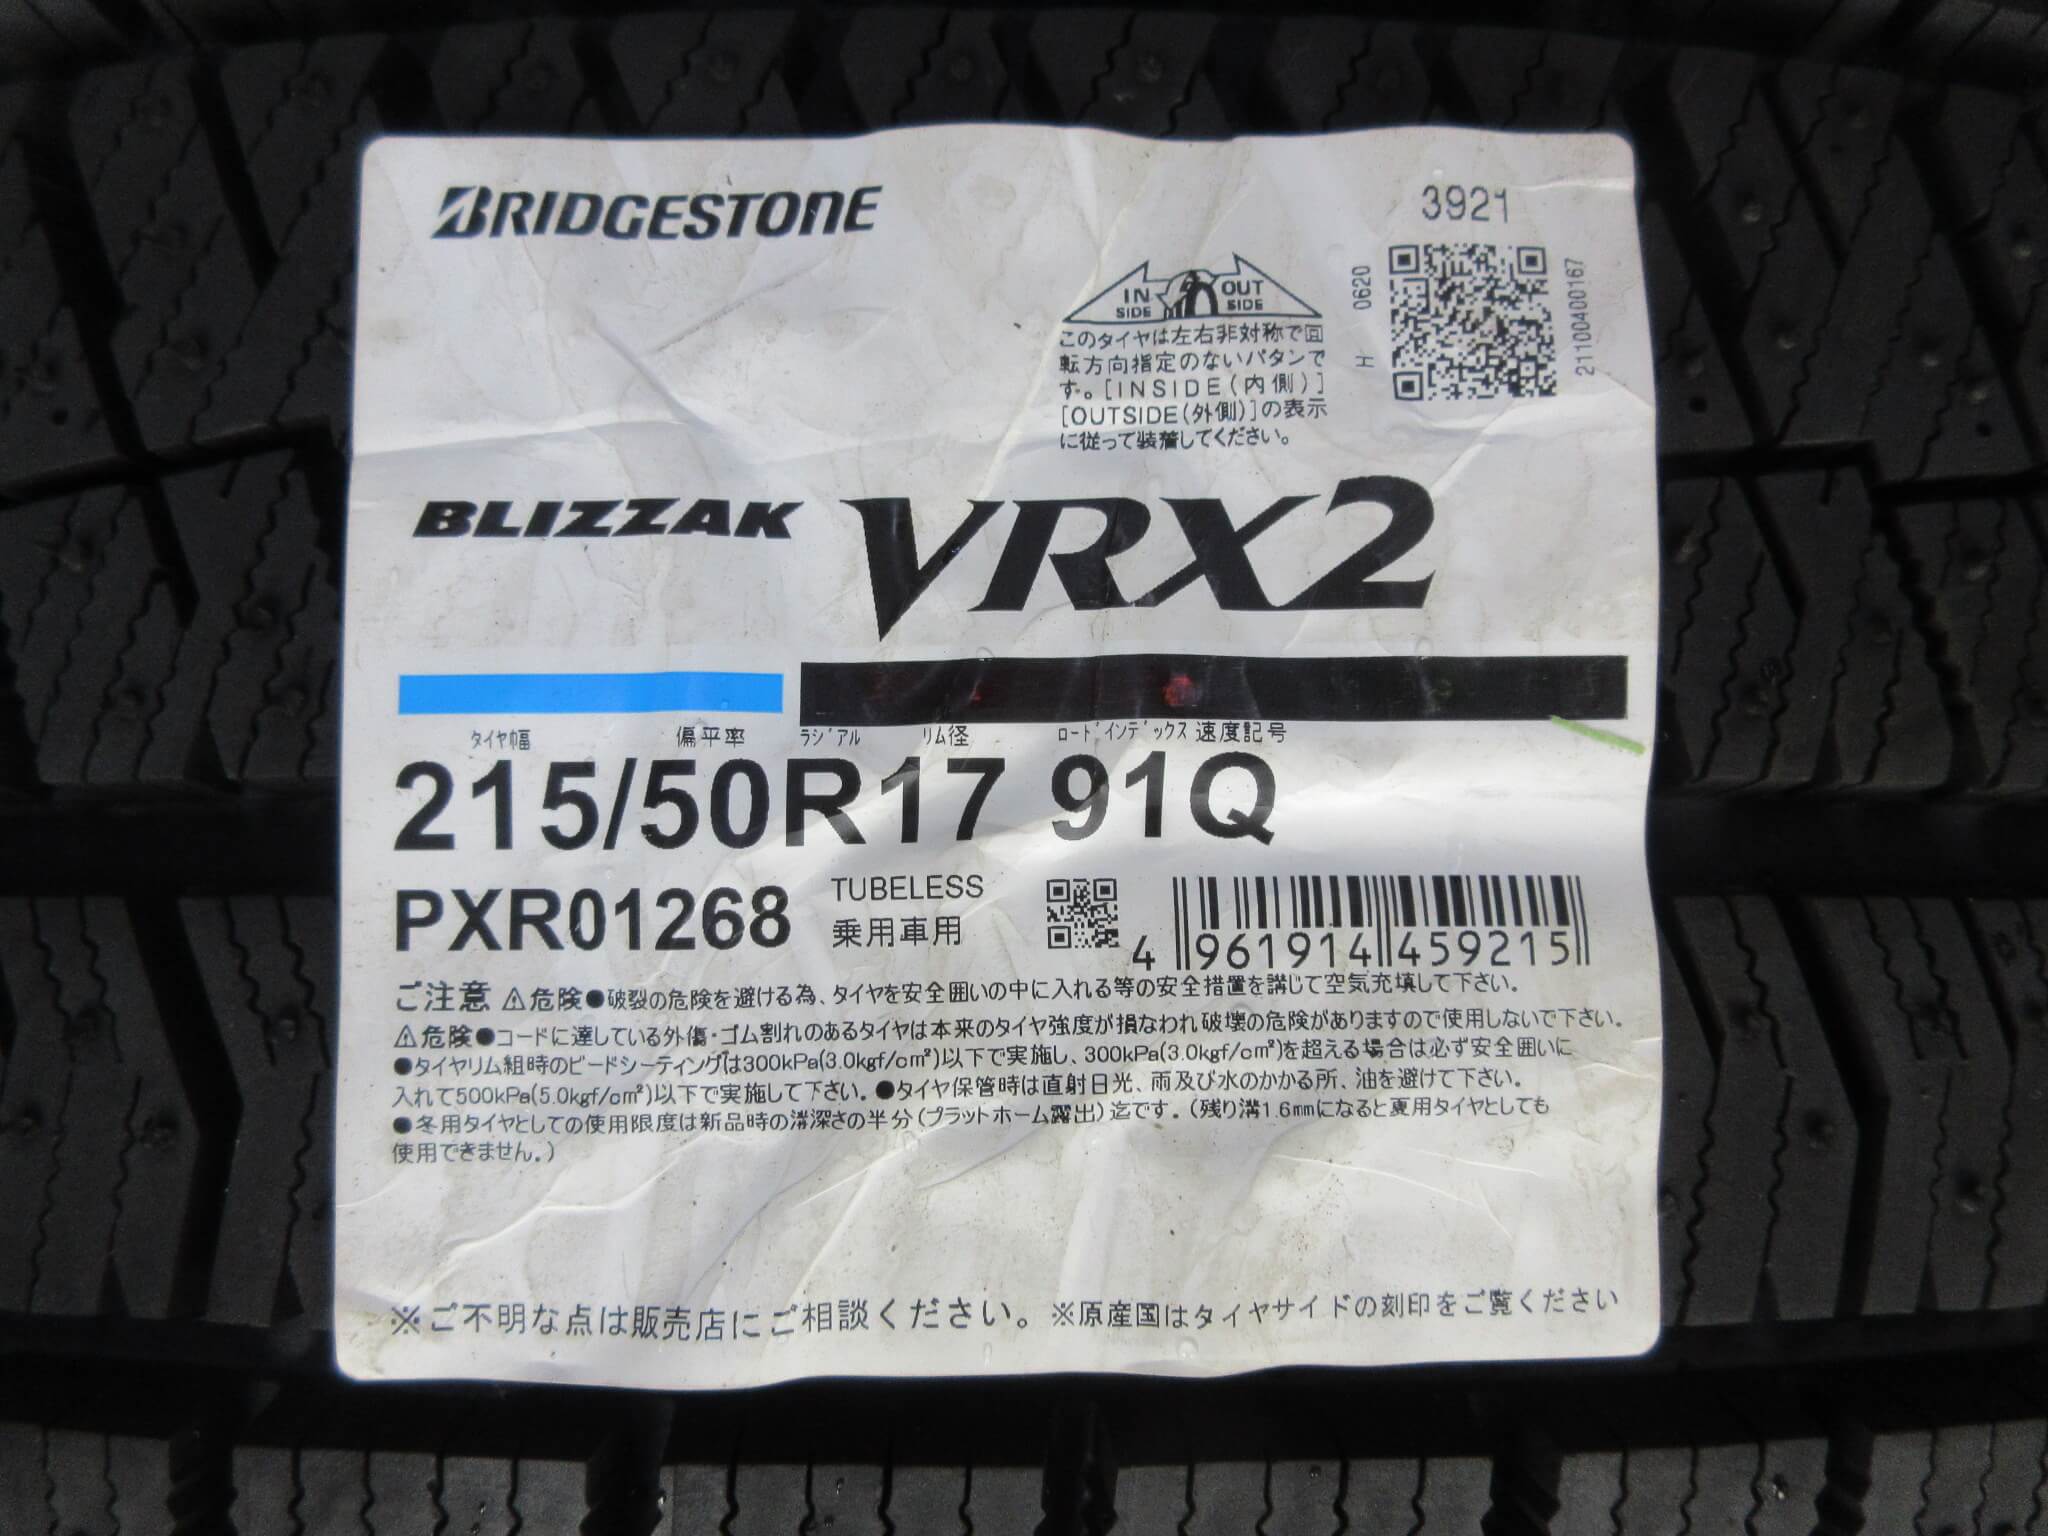 BRIDGESTONE
3921
IN SIDE
OUT SIDE
H 0620
21100400167
このタイヤは左右非対称で回
転方向指定のないパタンで
す。[INSIDE(内側)]
[OUTSIDE(外側)]の表示
に従って装着してください。
BLIZZAK VRX2
タイヤ幅 偏平率 ラジアル リム径 ロードインデックス 速度記号
215/50R17 91Q
PXR01268
TUBELESS
乗用車用
4 961914 459215
ご注意 ⚠危険●破裂の危険を避ける為、タイヤを安全囲いの中に入れる等の安全措置を講じて空気充填して下さい。
⚠危険●コードに達している外傷・ゴム割れのあるタイヤは本来のタイヤ強度が損なわれ破壊の危険がありますので使用しないで下さい。
●タイヤリム組時のビードシーティングは300kPa(3.0kgf/cm²)以下で実施し、300kPa(3.0kgf/cm²)を超える場合は必ず安全囲いに
入れて500kPa(5.0kgf/cm²)以下で実施して下さい。●タイヤ保管時は直射日光、雨及び水のかかる所、油を避けて下さい。
●冬用タイヤとしての使用限度は新品時の溝深さの半分(プラットホーム露出)迄です。(残り溝1.6mmになると夏用タイヤとしても
使用できません。)
※ご不明な点は販売店にご相談ください。※原産国はタイヤサイドの刻印をご覧ください